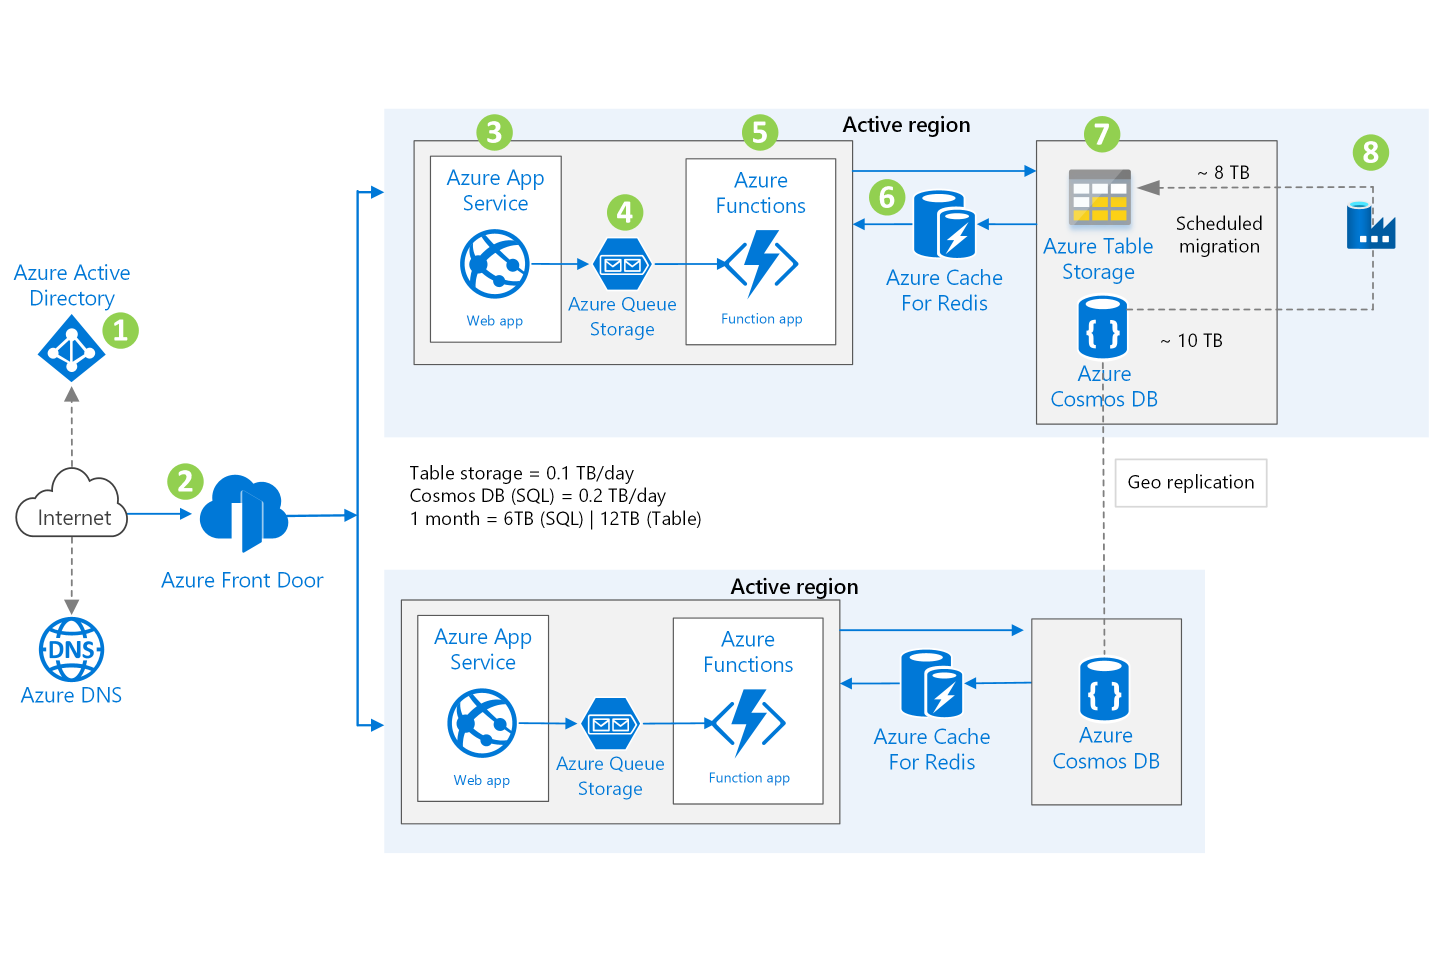 Active region
3
5
7
8
Azure App
Service
Web app
4
Azure Queue
Storage
Azure
Functions
Function app
6
Azure Cache
For Redis
Azure Table
Storage
~ 8 TB
Scheduled
migration
~ 10 TB
Azure
Cosmos DB
Azure Active
Directory
1
2
Internet
Azure Front Door
DNS
Azure DNS
Table storage = 0.1 TB/day
Cosmos DB (SQL) = 0.2 TB/day
1 month = 6TB (SQL) | 12TB (Table)
Geo replication
Active region
Azure App
Service
Web app
Azure Queue
Storage
Azure
Functions
Function app
Azure Cache
For Redis
Azure
Cosmos DB